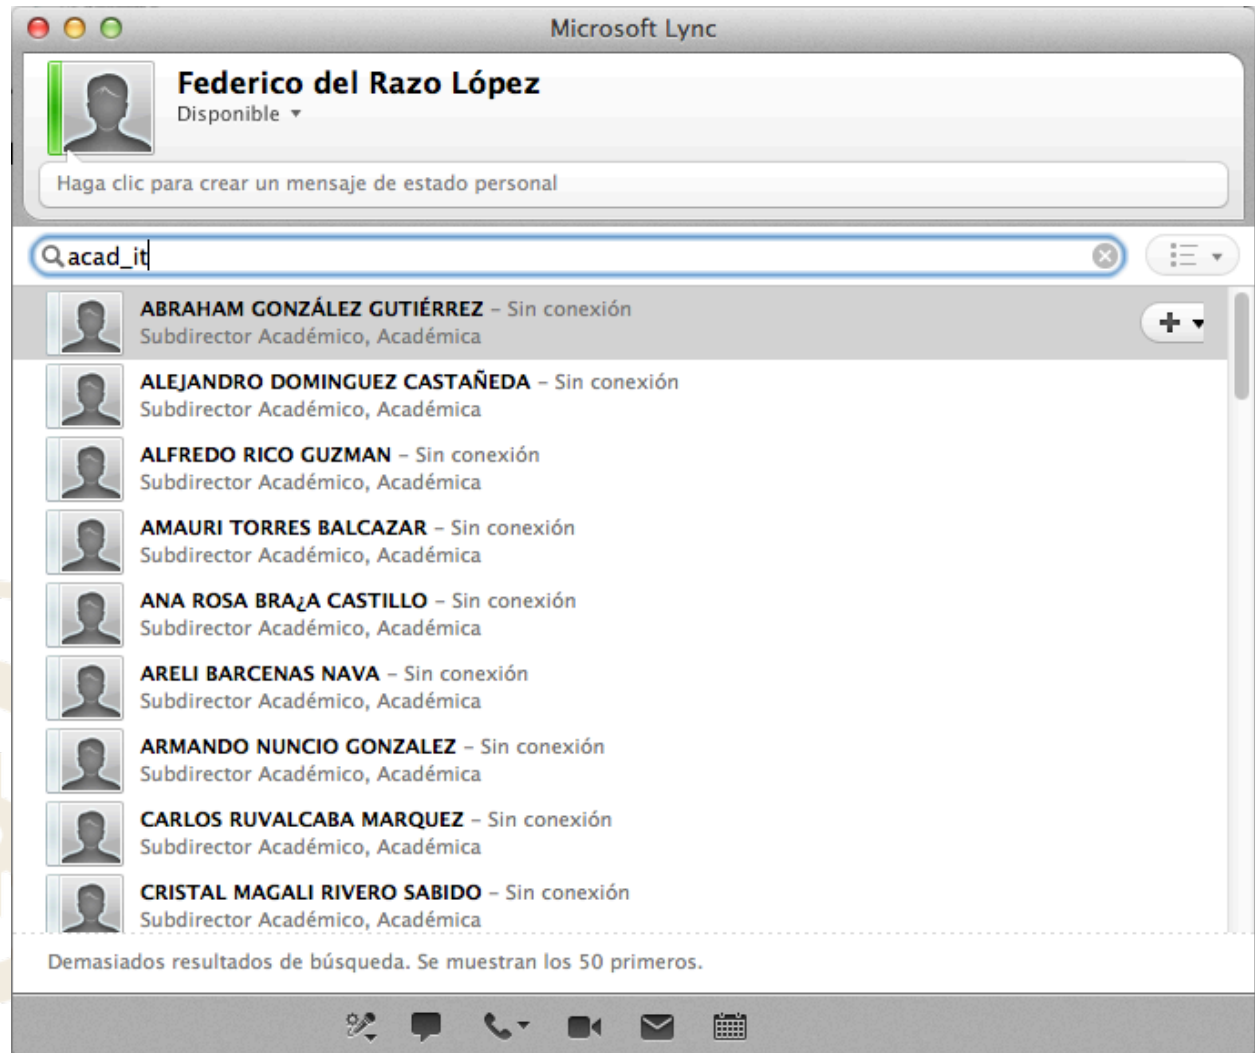 Microsoft Lync
Federico del Razo López
Disponible
Haga clic para crear un mensaje de estado personal
acad_it
ABRAHAM GONZÁLEZ GUTIÉRREZ – Sin conexión
Subdirector Académico, Académica
ALEJANDRO DOMINGUEZ CASTAÑEDA – Sin conexión
Subdirector Académico, Académica
ALFREDO RICO GUZMAN – Sin conexión
Subdirector Académico, Académica
AMAURI TORRES BALCAZAR – Sin conexión
Subdirector Académico, Académica
ANA ROSA BRA¿A CASTILLO – Sin conexión
Subdirector Académico, Académica
ARELI BARCENAS NAVA – Sin conexión
Subdirector Académico, Académica
ARMANDO NUNCIO GONZALEZ – Sin conexión
Subdirector Académico, Académica
CARLOS RUVALCABA MARQUEZ – Sin conexión
Subdirector Académico, Académica
CRISTAL MAGALI RIVERO SABIDO – Sin conexión
Subdirector Académico, Académica
Demasiados resultados de búsqueda. Se muestran los 50 primeros.